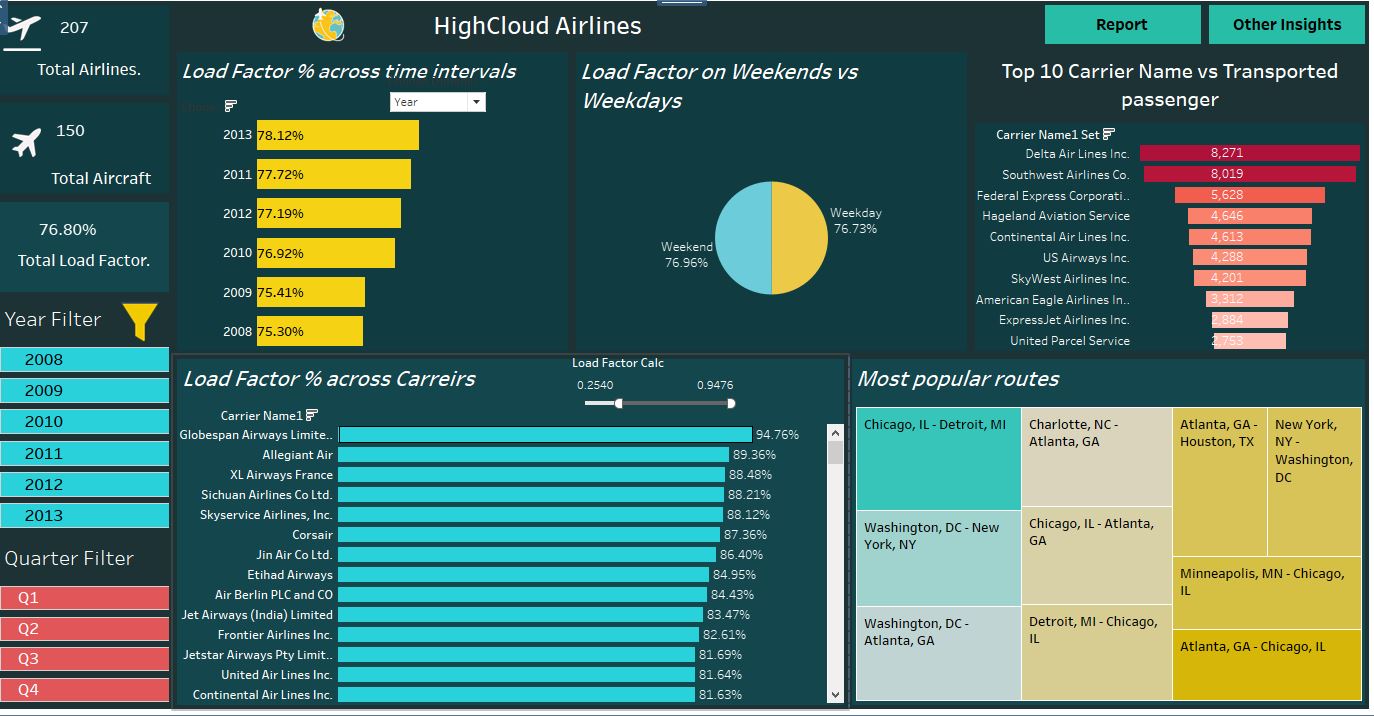 207
Total Airlines.
150
Total Aircraft
76.80%
Total Load Factor.
Year Filter
2008
2009
2010
2011
2012
2013
Quarter Filter
Q1
Q2
Q3
Q4
HighCloud Airlines
Report
Other Insights
Load Factor % across time intervals
Year
2013 78.12%
2011 77.72%
2012 77.19%
2010 76.92%
2009 75.41%
2008 75.30%
Load Factor on Weekends vs
Weekdays
Weekday
76.73%
Weekend
76.96%
Top 10 Carrier Name vs Transported
passenger
Carrier Name1 Set
Delta Air Lines Inc. 8,271
Southwest Airlines Co. 8,019
Federal Express Corporati.. 5,628
Hageland Aviation Service 4,646
Continental Air Lines Inc. 4,613
US Airways Inc. 4,288
SkyWest Airlines Inc. 4,201
American Eagle Airlines In.. 3,312
ExpressJet Airlines Inc. 2,884
United Parcel Service 2,753
Load Factor % across Carreirs
Load Factor Calc
0.2540 0.9476
Carrier Name1
Globespan Airways Limite.. 94.76%
Allegiant Air 89.36%
XL Airways France 88.48%
Sichuan Airlines Co Ltd. 88.21%
Skyservice Airlines, Inc. 88.12%
Corsair 87.36%
Jin Air Co Ltd. 86.40%
Etihad Airways 84.95%
Air Berlin PLC and CO 84.43%
Jet Airways (India) Limited 83.47%
Frontier Airlines Inc. 82.61%
Jetstar Airways Pty Limit.. 81.69%
United Air Lines Inc. 81.64%
Continental Air Lines Inc. 81.63%
Most popular routes
Chicago, IL - Detroit, MI
Washington, DC - New
York, NY
Washington, DC -
Atlanta, GA
Charlotte, NC -
Atlanta, GA
Chicago, IL - Atlanta,
GA
Detroit, MI - Chicago,
IL
Atlanta, GA -
Houston, TX
New York,
NY -
Washington,
DC
Minneapolis, MN - Chicago,
IL
Atlanta, GA - Chicago, IL